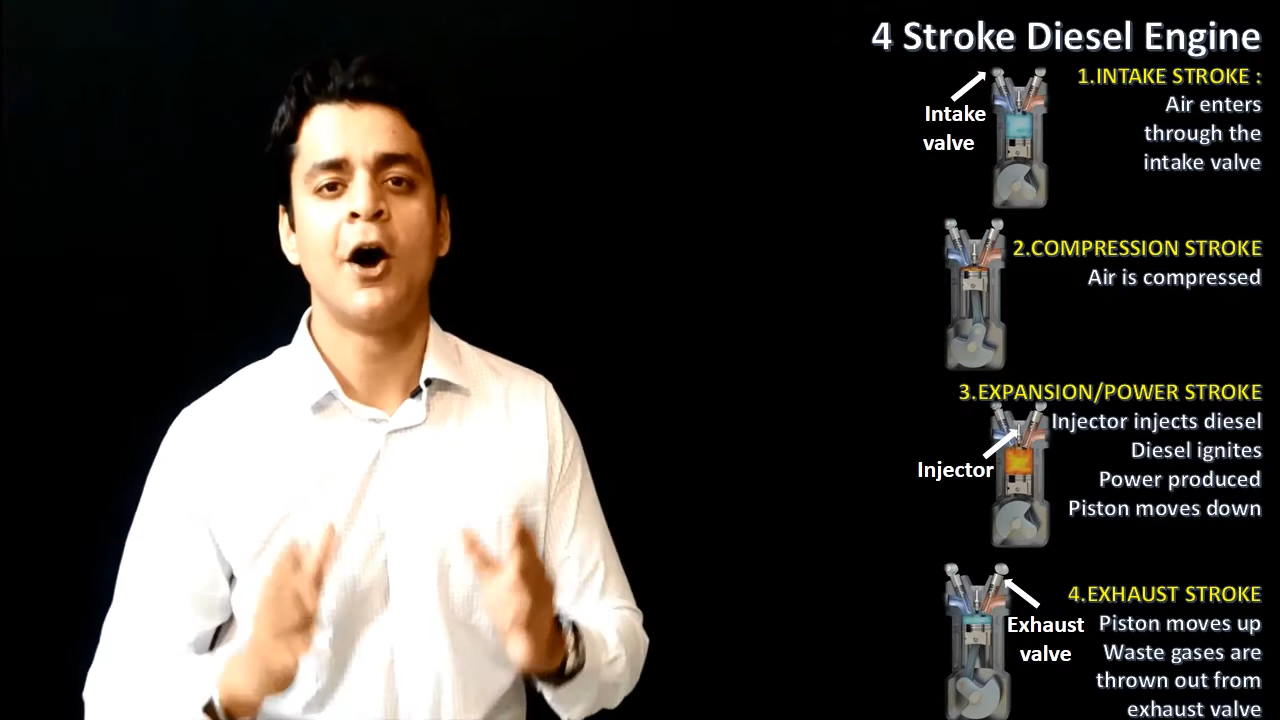 4 Stroke Diesel Engine
1.INTAKE STROKE :
Air enters
through the
intake valve
Intake
valve
2.COMPRESSION STROKE
Air is compressed
3.EXPANSION/POWER STROKE
Injector injects diesel
Diesel ignites
Power produced
Piston moves down
Injector
4.EXHAUST STROKE
Piston moves up
Waste gases are
thrown out from
exhaust valve
Exhaust
valve